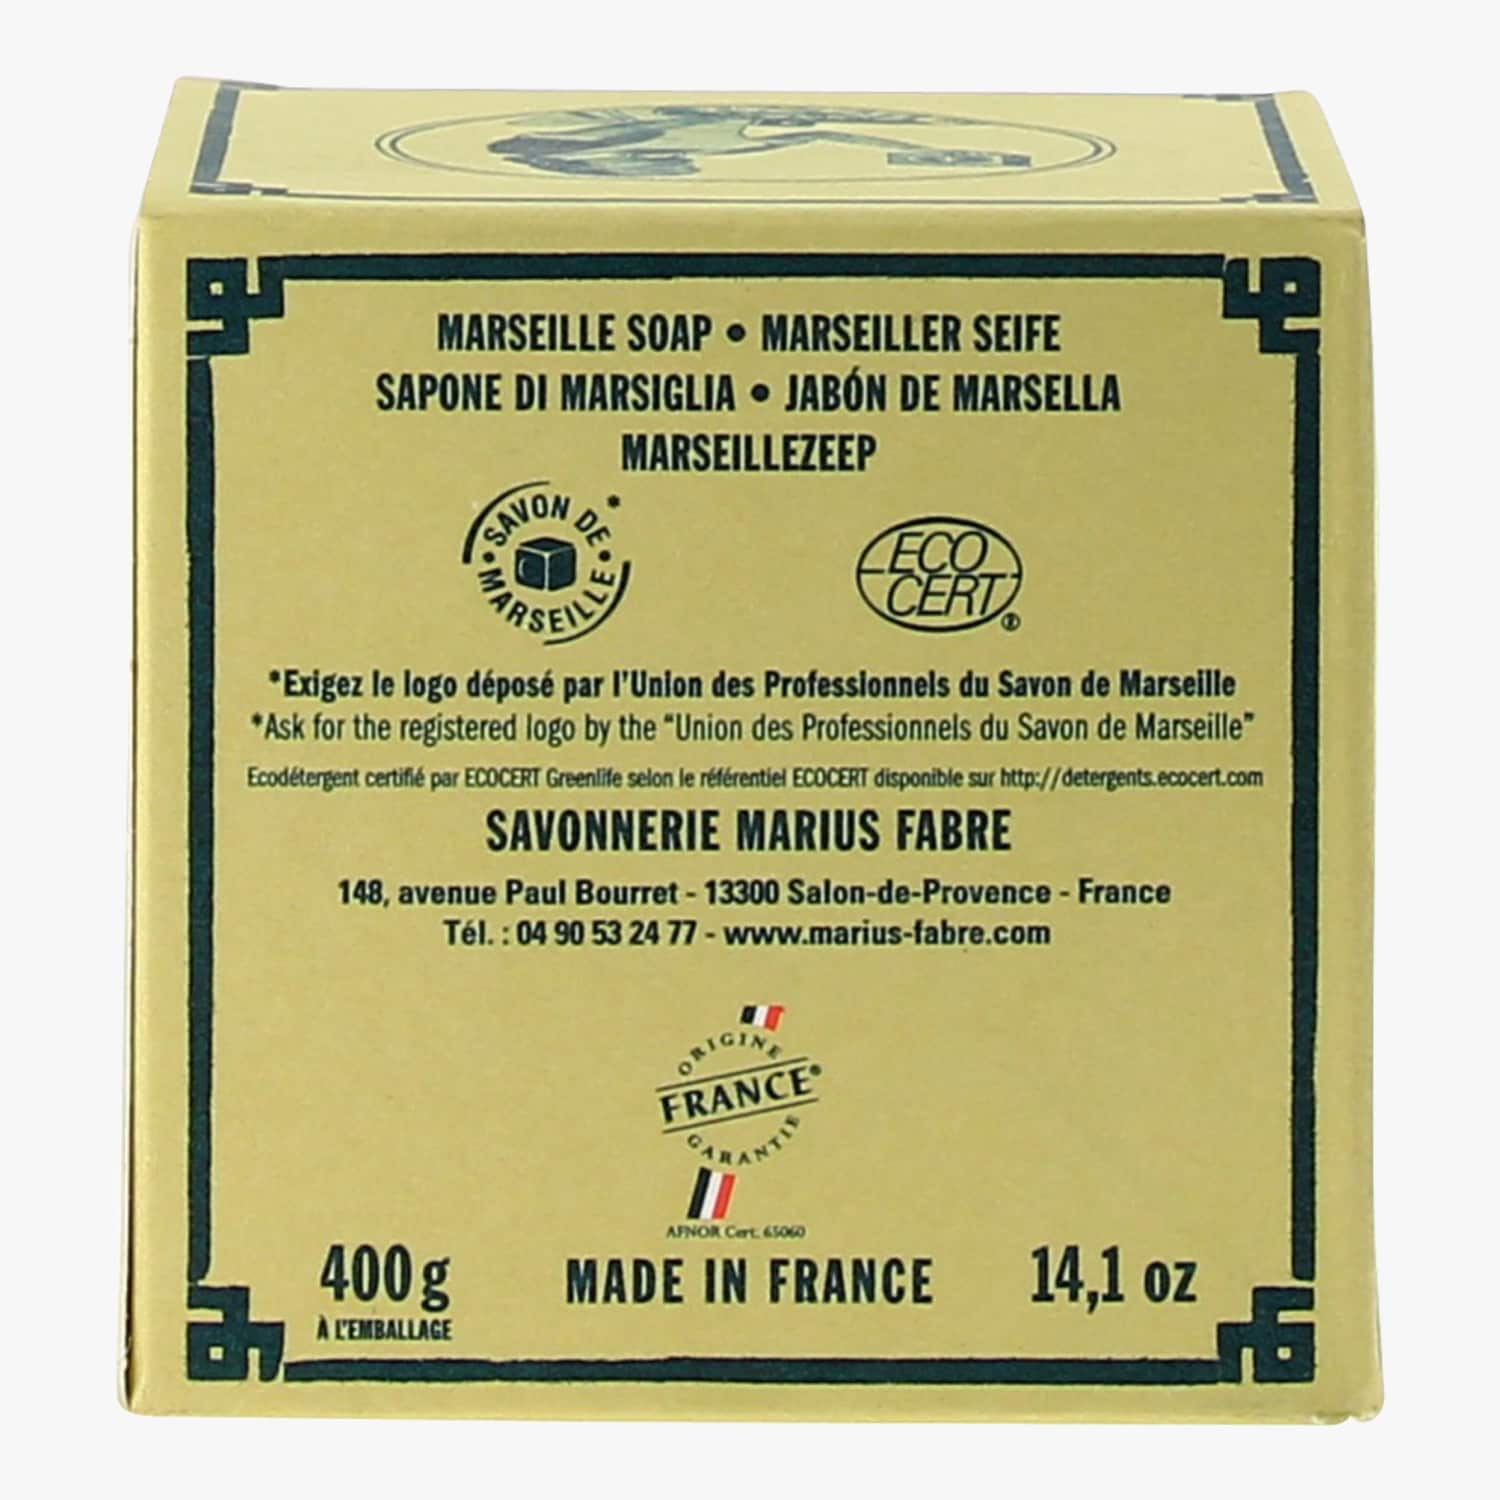 MARSEILLE SOAP • MARSEILLER SEIFE
SAPONE DI MARSIGLIA • JABÓN DE MARSELLA
MARSEILLEZEEP
SAVON DE *
• MARSEILLE •
ECO
CERT ®
*Exigez le logo déposé par l'Union des Professionnels du Savon de Marseille
*Ask for the registered logo by the “Union des Professionnels du Savon de Marseille”
Ecodétergent certifié par ECOCERT Greenlife selon le référentiel ECOCERT disponible sur http://detergents.ecocert.com
SAVONNERIE MARIUS FABRE
148, avenue Paul Bourret - 13300 Salon-de-Provence - France
Tél. : 04 90 53 24 77 - www.marius-fabre.com
ORIGINE
FRANCE®
GARANTIE
AFNOR Cert. 65060
400 g
À L'EMBALLAGE
MADE IN FRANCE
14,1 oz